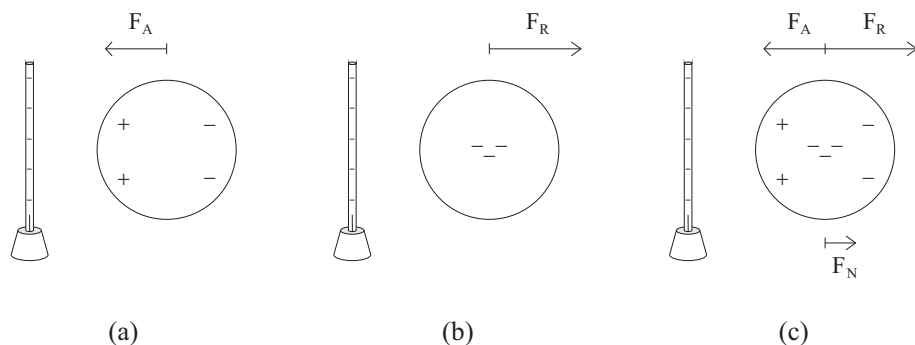 F_A
F_R
F_A F_R
+ −
− −
−
+ −
+ −
− −
−
+ −
F_N
(a) (b) (c)